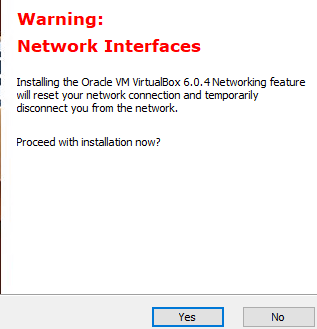 Warning:
Network Interfaces
Installing the Oracle VM VirtualBox 6.0.4 Networking feature
will reset your network connection and temporarily
disconnect you from the network.
Proceed with installation now?
Yes
No